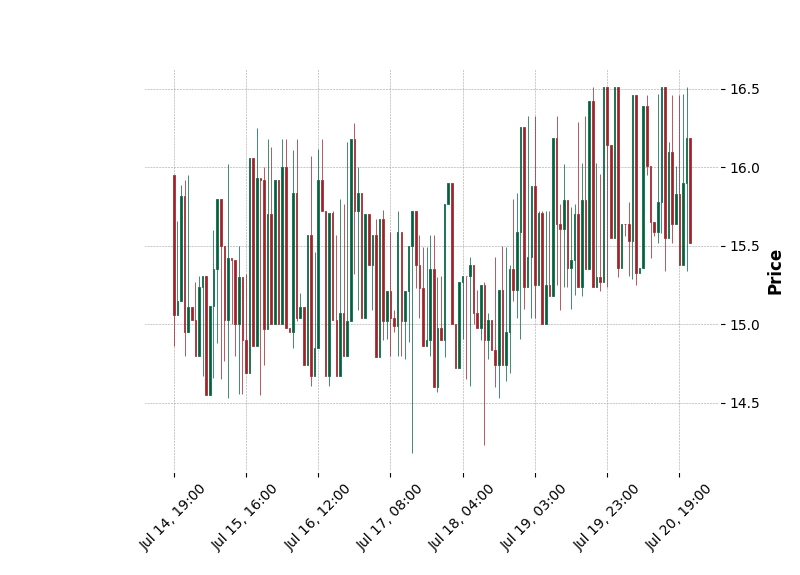 16.5
16.0
15.5
15.0
14.5
Price
Jul 14, 19:00
Jul 15, 16:00
Jul 16, 12:00
Jul 17, 08:00
Jul 18, 04:00
Jul 19, 03:00
Jul 19, 23:00
Jul 20, 19:00